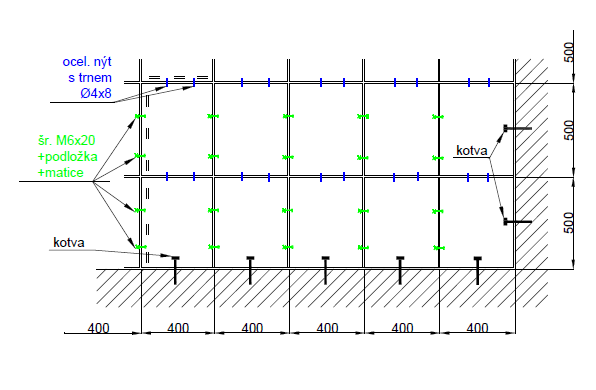 ocel. nýt
s trnem
Ø4x8
šr. M6x20
+podložka
+matice
kotva
kotva
500
500
500
400
400
400
400
400
400